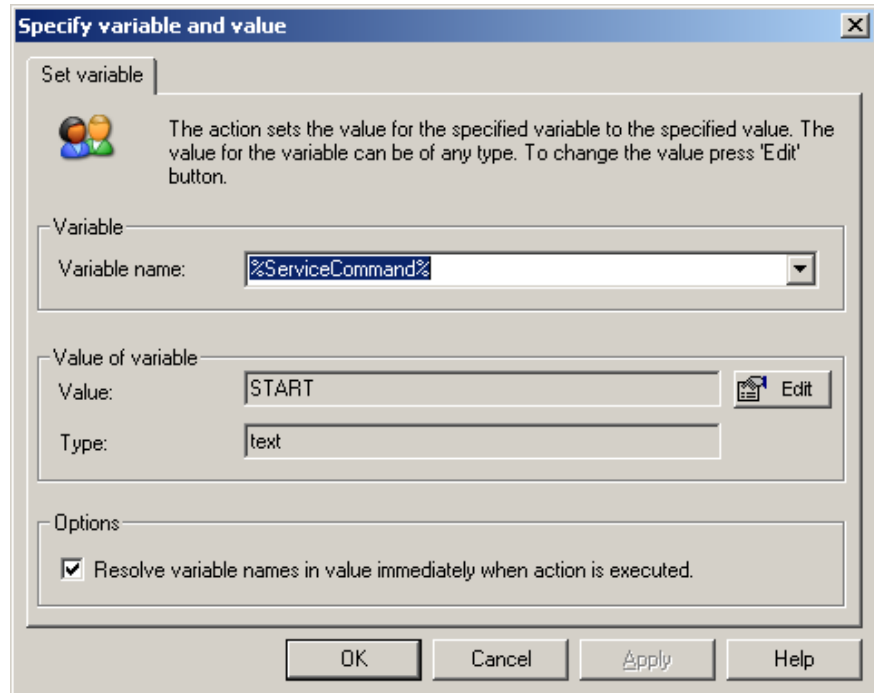 Specify variable and value
Set variable
The action sets the value for the specified variable to the specified value. The
value for the variable can be of any type. To change the value press 'Edit'
button.
Variable
Variable name: %ServiceCommand%
Value of variable
Value: START Edit
Type: text
Options
Resolve variable names in value immediately when action is executed.
OK Cancel Apply Help